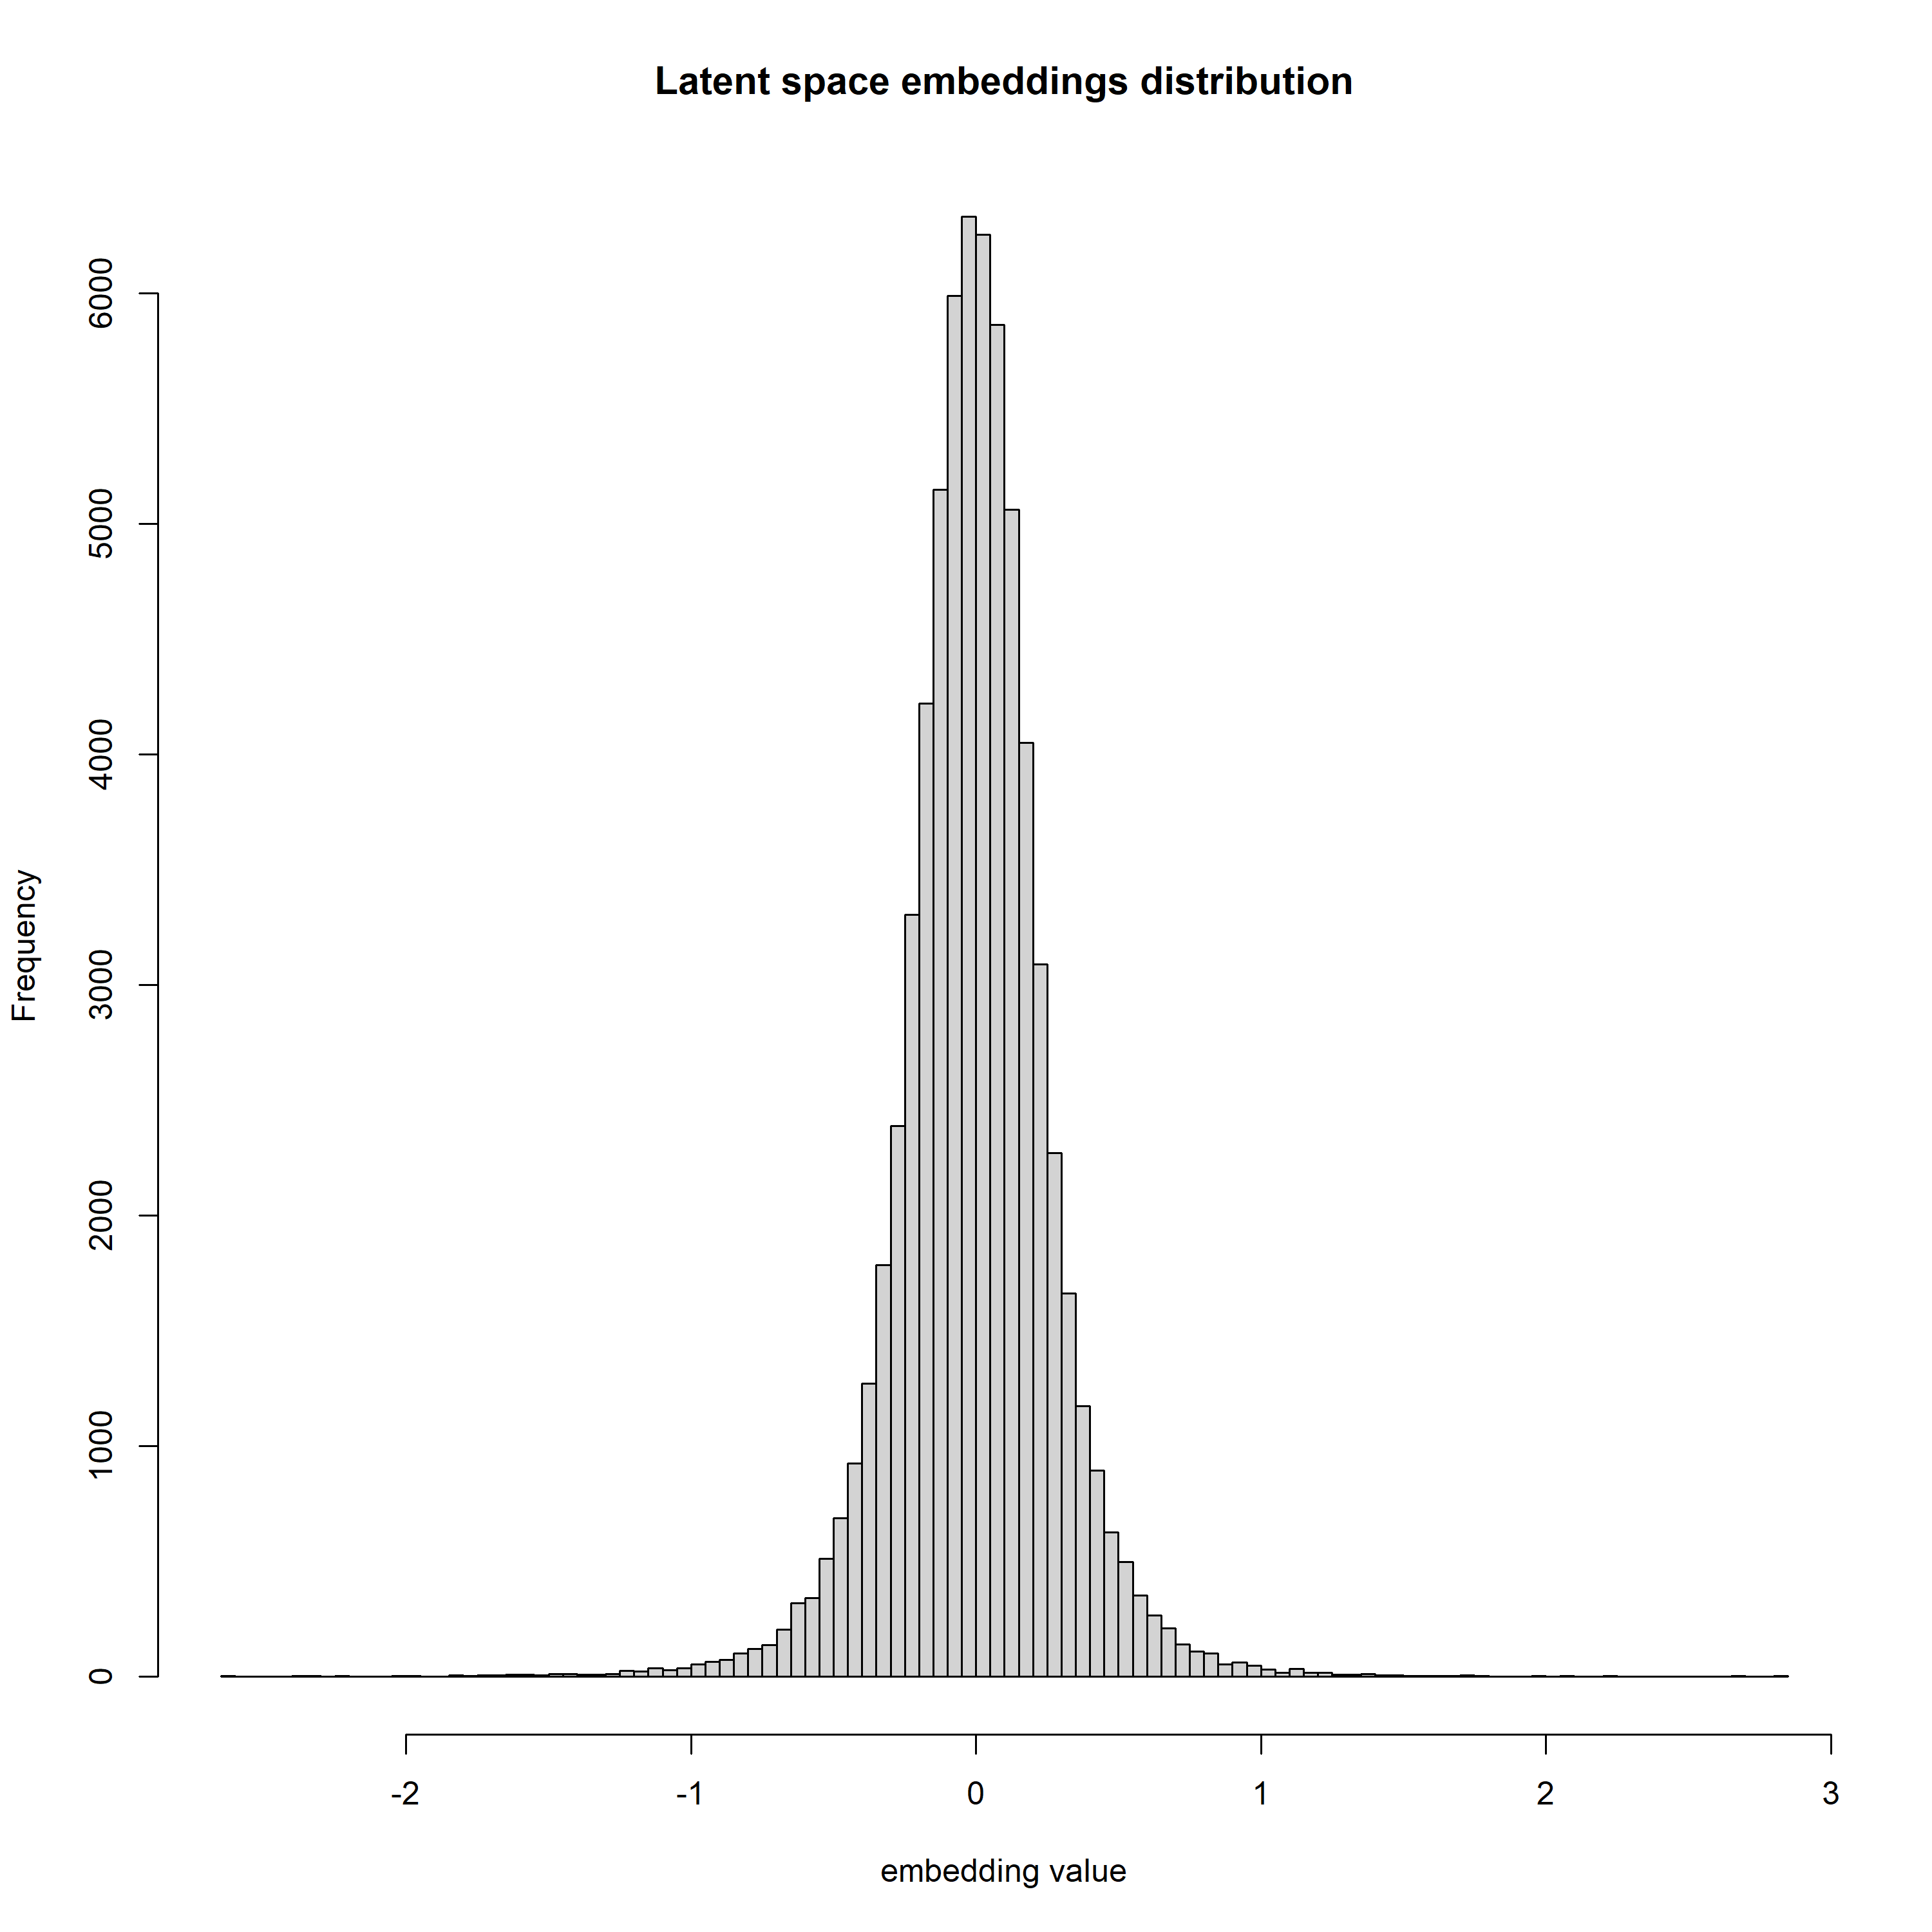 Latent space embeddings distribution
Frequency
6000
5000
4000
3000
2000
1000
0
-2 -1 0 1 2 3
embedding value